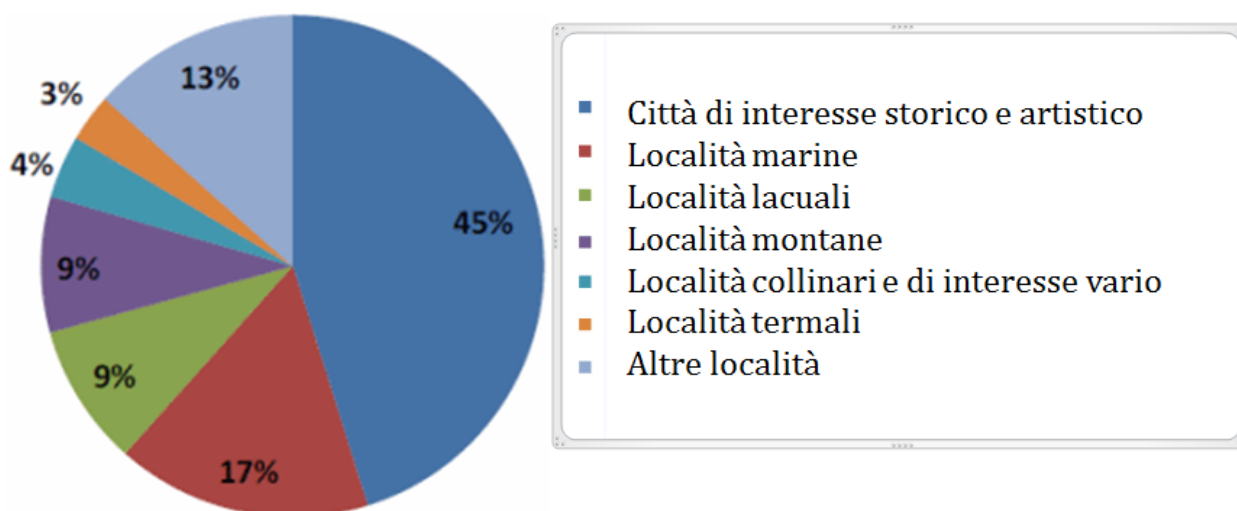 13%
3%
4%
45%
9%
9%
17%
Città di interesse storico e artistico
Località marine
Località lacuali
Località montane
Località collinari e di interesse vario
Località termali
Altre località